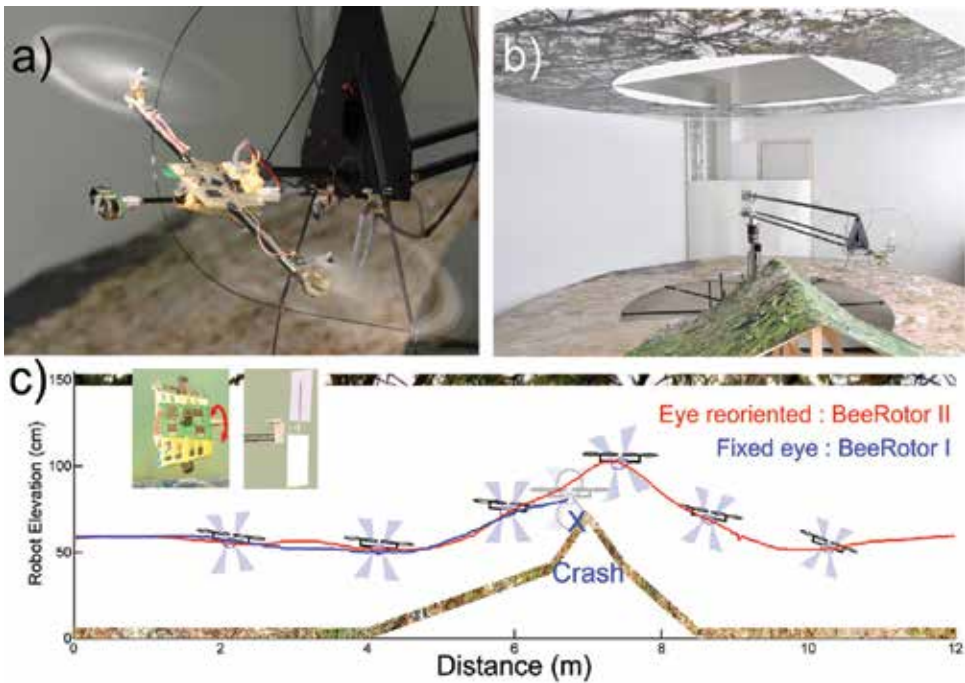 a)
b)
c)
150
100
50
0
Robot Elevation (cm)
Eye reoriented : BeeRotor II
Fixed eye : BeeRotor I
X
Crash
0 2 4 6 8 10 12
Distance (m)